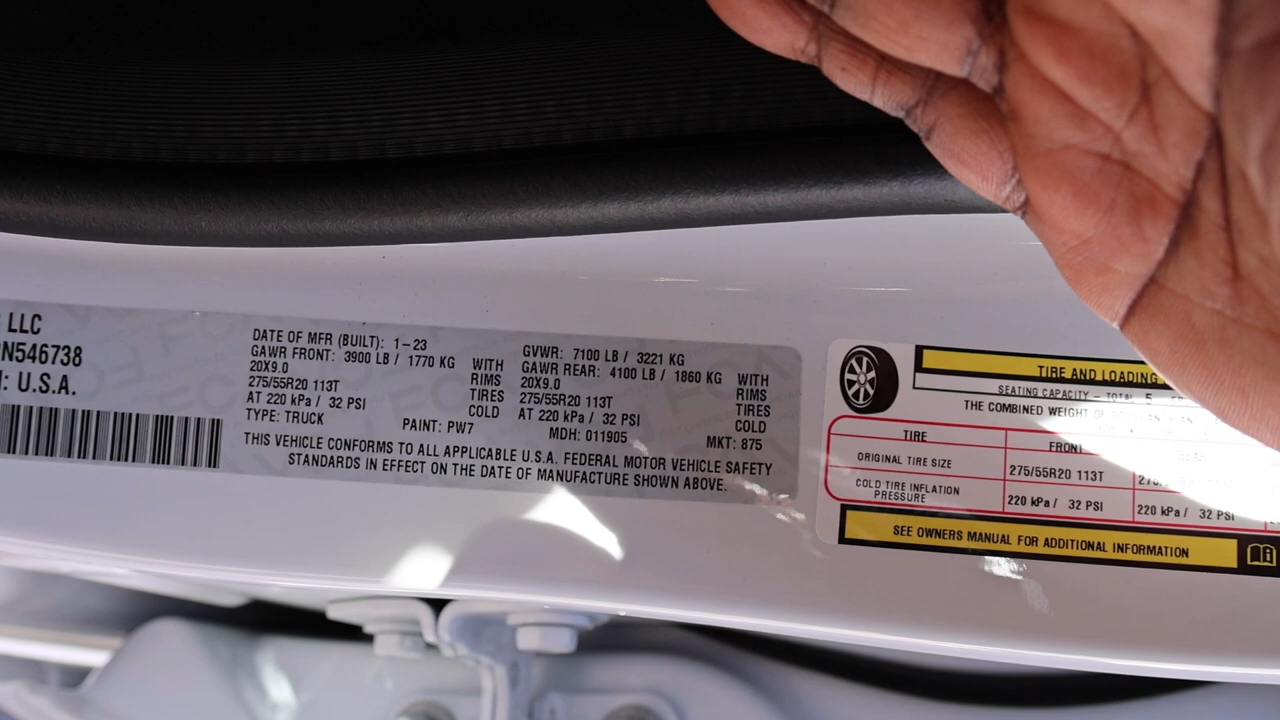 LLC
N546738
: U.S.A.
DATE OF MFR (BUILT): 1-23
GAWR FRONT: 3900 LB / 1770 KG WITH
20X9.0 RIMS
275/55R20 113T TIRES
AT 220 kPa / 32 PSI COLD
TYPE: TRUCK PAINT: PW7
GVWR: 7100 LB / 3221 KG
GAWR REAR: 4100 LB / 1860 KG WITH
20X9.0 RIMS
275/55R20 113T TIRES
AT 220 kPa / 32 PSI COLD
MDH: 011905 MKT: 875
THIS VEHICLE CONFORMS TO ALL APPLICABLE U.S.A. FEDERAL MOTOR VEHICLE SAFETY
STANDARDS IN EFFECT ON THE DATE OF MANUFACTURE SHOWN ABOVE.
TIRE AND LOADING
SEATING CAPACITY - TOTAL 5
THE COMBINED WEIGHT OF
TIRE FRONT REAR
ORIGINAL TIRE SIZE 275/55R20 113T
COLD TIRE INFLATION PRESSURE 220 kPa / 32 PSI 220 kPa / 32 PSI
SEE OWNERS MANUAL FOR ADDITIONAL INFORMATION